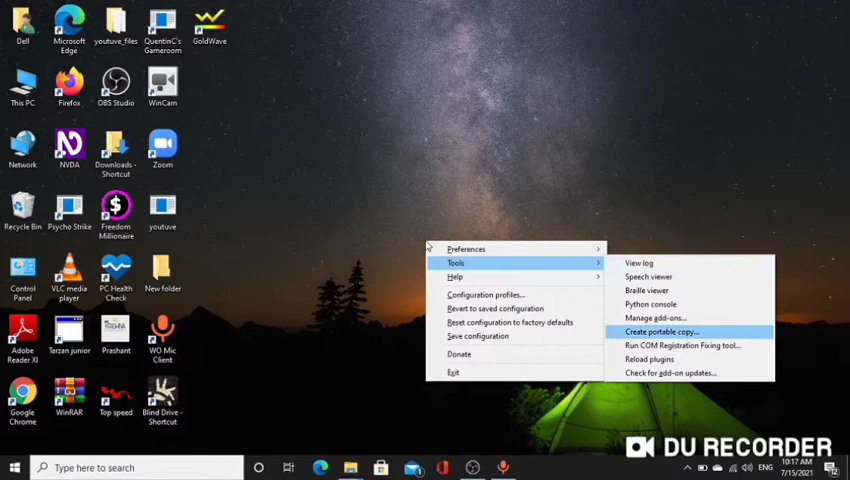 Dell
Microsoft
Edge
youtuve_files
QuentinC's
Gameroom
GoldWave
This PC
Firefox
OBS Studio
WinCam
Network
NVDA
Downloads -
Shortcut
Zoom
Recycle Bin
Psycho Strike
Freedom
Millionaire
youtuve
Control
Panel
VLC media
player
PC Health
Check
New folder
Adobe
Reader XI
Tarzan junior
PRASHNA
Prashant
WO Mic
Client
Google
Chrome
WinRAR
Top speed
Blind Drive -
Shortcut
Preferences
Tools
Help
Configuration profiles...
Revert to saved configuration
Reset configuration to factory defaults
Save configuration
Donate
Exit
View log
Speech viewer
Braille viewer
Python console
Manage add-ons...
Create portable copy...
Run COM Registration Fixing tool...
Reload plugins
Check for add-on updates...
DU RECORDER
Type here to search
ENG
10:17 AM
7/15/2021